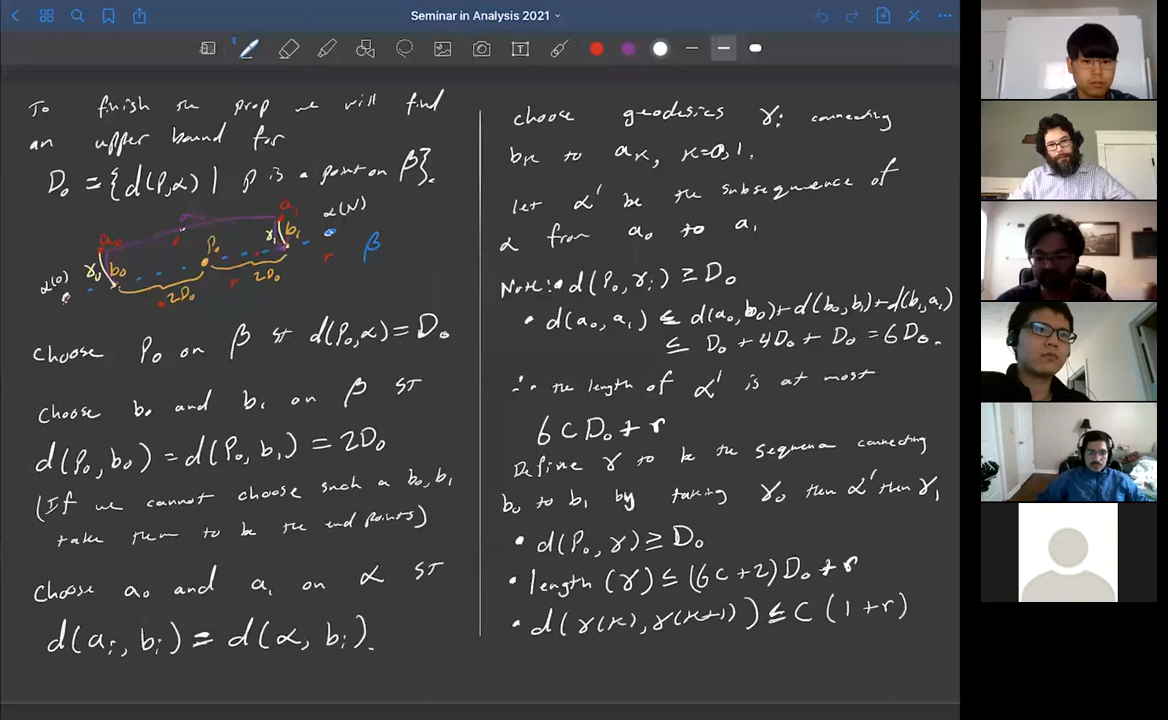 Seminar in Analysis 2021
To finish the prop we will find
an upper bound for
D₀ = {d(p,α) | p is a point on β}.
α(N)
a₁
a₀
γ₁
b₁
p₀
β
γ₀
b₀
α(0)
2D₀
2D₀
r
r
r
Choose p₀ on β st d(p₀,α) = D₀
Choose b₀ and b₁ on β ST
d(p₀,b₀) = d(p₀,b₁) = 2D₀
(If we cannot choose such a b₀,b₁
take them to be the end points)
Choose a₀ and a₁ on α ST
d(aᵢ,bᵢ) = d(α,bᵢ).
choose geodesics γᵢ connecting
bₖ to aₖ, k=0,1.
let α' be the subsequence of
α from a₀ to a₁
Note: • d(p₀,γᵢ) ≥ D₀
• d(a₀,a₁) ≤ d(a₀,b₀)+d(b₀,b₁)+d(b₁,a₁)
≤ D₀ + 4D₀ + D₀ = 6D₀.
∴ the length of α' is at most
6CD₀ + r
Define γ to be the sequence connecting
b₀ to b₁ by taking γ₀ then α' then γ₁
• d(p₀,γ) ≥ D₀
• length(γ) ≤ (6C+2)D₀ + r
• d(γ(k),γ(k+1)) ≤ C(1+r)